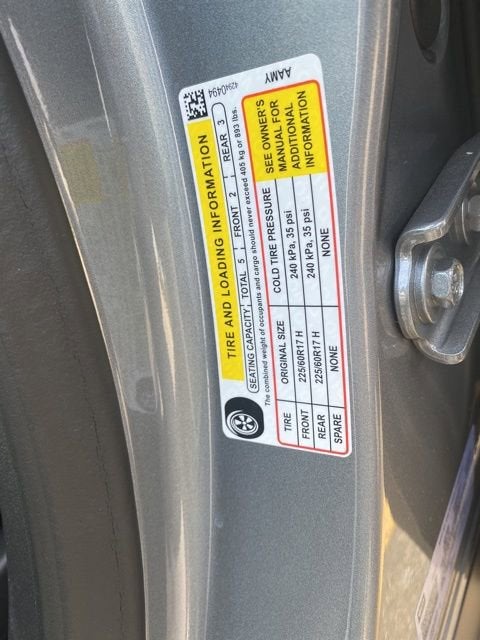 4294O494
AAMY
TIRE AND LOADING INFORMATION
SEATING CAPACITY TOTAL 5 FRONT 2 REAR 3
The combined weight of occupants and cargo should never exceed 405 kg or 893 lbs.
TIRE ORIGINAL SIZE COLD TIRE PRESSURE
FRONT 225/60R17 H 240 kPa, 35 psi
REAR 225/60R17 H 240 kPa, 35 psi
SPARE NONE NONE
SEE OWNER'S
MANUAL FOR
ADDITIONAL
INFORMATION